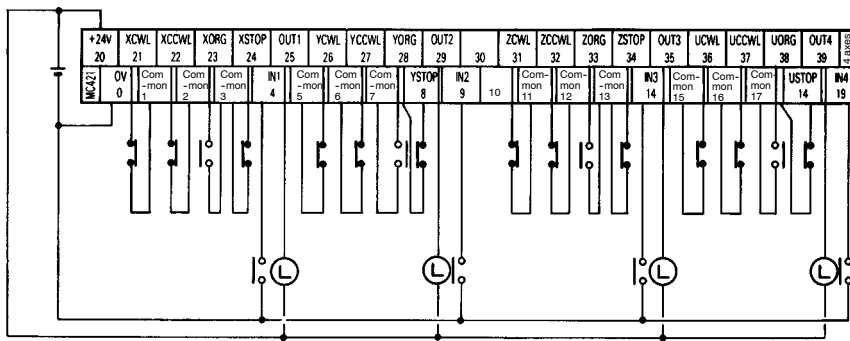 +24V XCWL XCCWL XORG XSTOP OUT1 YCWL YCCWL YORG OUT2 ZCWL ZCCWL ZORG ZSTOP OUT3 UCWL UCCWL UORG OUT4 4 axes
20 21 22 23 24 25 26 27 28 29 30 31 32 33 34 35 36 37 38 39
MC421 0V Com Com Com IN1 Com Com Com YSTOP IN2 Com- Com- Com- IN3 Com- Com- Com- USTOP IN4
0 -mon -mon -mon 4 -mon -mon -mon 8 9 10 mon -mon -mon 14 mon -mon -mon 14 19
1 2 3 5 6 7 11 12 13 15 16 17
L L L L